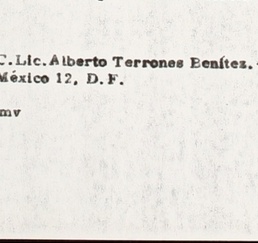 C.Lic.Alberto Terrones Benítez.-
México 12, D.F.
mv